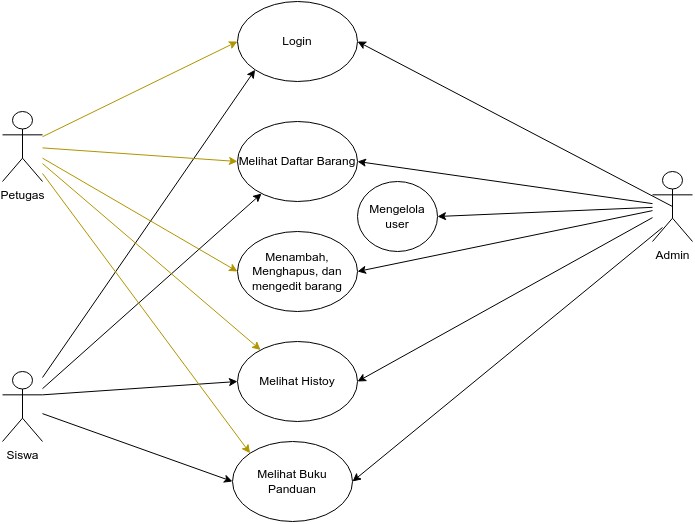 Login
Petugas
Melihat Daftar Barang
Mengelola
user
Admin
Menambah,
Menghapus, dan
mengedit barang
Melihat Histoy
Siswa
Melihat Buku
Panduan